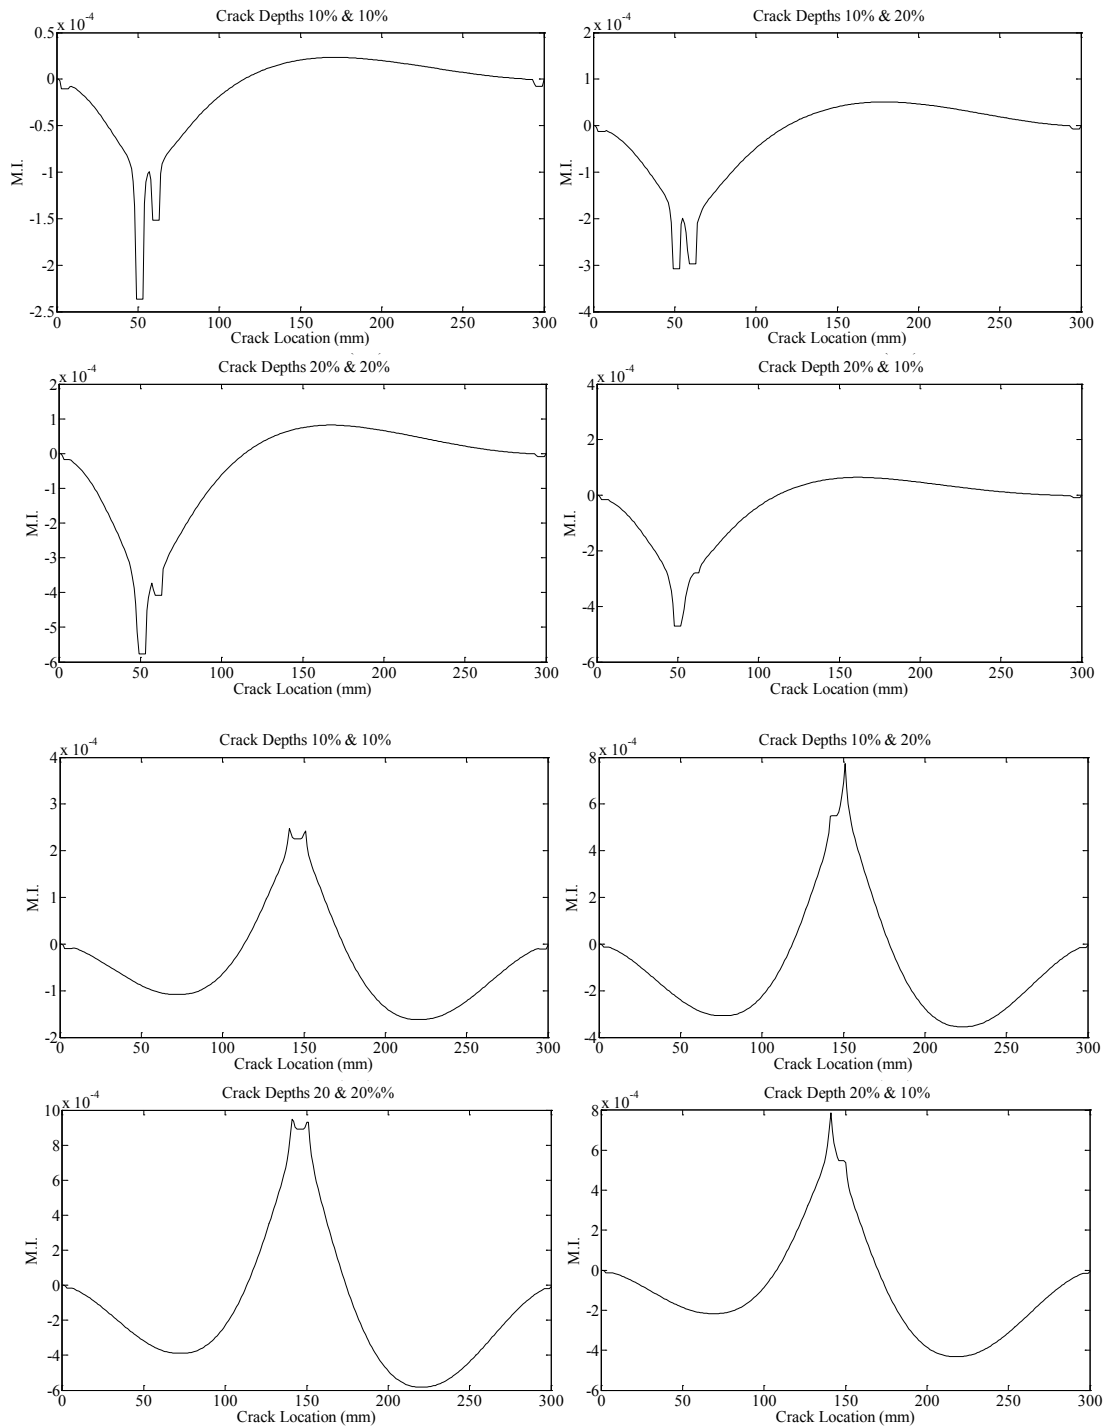 Crack Depths 10% & 10%
x 10-4
0.5
0
-0.5
-1
-1.5
-2
-2.5
M.I.
0 50 100 150 200 250 300
Crack Location (mm)
Crack Depths 10% & 20%
x 10-4
2
1
0
-1
-2
-3
-4
M.I.
0 50 100 150 200 250 300
Crack Location (mm)
Crack Depths 20% & 20%
x 10-4
2
1
0
-1
-2
-3
-4
-5
-6
M.I.
0 50 100 150 200 250 300
Crack Location (mm)
Crack Depth 20% & 10%
x 10-4
4
2
0
-2
-4
-6
M.I.
0 50 100 150 200 250 300
Crack Location (mm)
Crack Depths 10% & 10%
x 10-4
4
3
2
1
0
-1
-2
M.I.
0 50 100 150 200 250 300
Crack Location (mm)
Crack Depths 10% & 20%
x 10-4
8
6
4
2
0
-2
-4
M.I.
0 50 100 150 200 250 300
Crack Location (mm)
Crack Depths 20 & 20%%
x 10-4
10
8
6
4
2
0
-2
-4
-6
M.I.
0 50 100 150 200 250 300
Crack Location (mm)
Crack Depth 20% & 10%
x 10-4
8
6
4
2
0
-2
-4
-6
M.I.
0 50 100 150 200 250 300
Crack Location (mm)